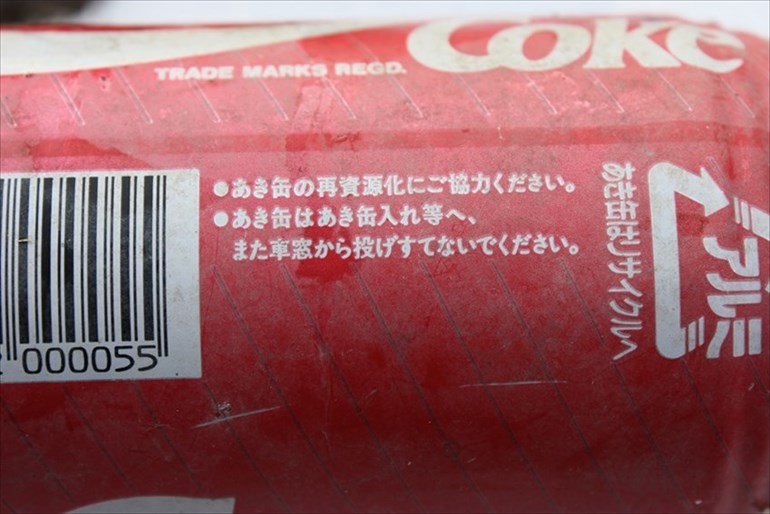 Coke
TRADE MARKS REGD.
●あき缶の再資源化にご協力ください。
●あき缶はあき缶入れ等へ、
また車窓から投げすてないでください。
あき缶はリサイクルへ
アルミ
000055